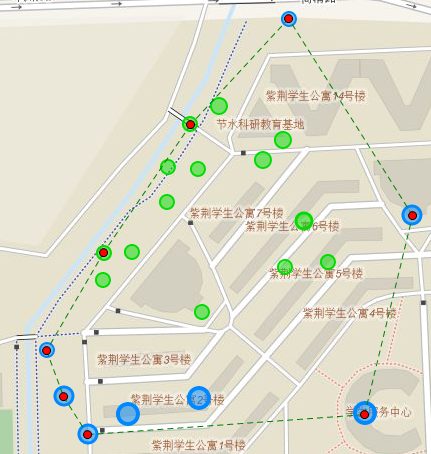 紫荆学生公寓14号楼
节水科研教育基地
紫荆学生公寓7号楼
紫荆学生公寓6号楼
紫荆学生公寓5号楼
紫荆学生公寓4号楼
紫荆学生公寓3号楼
紫荆学生公寓2号楼
学
服务中心
紫荆学生公寓1号楼